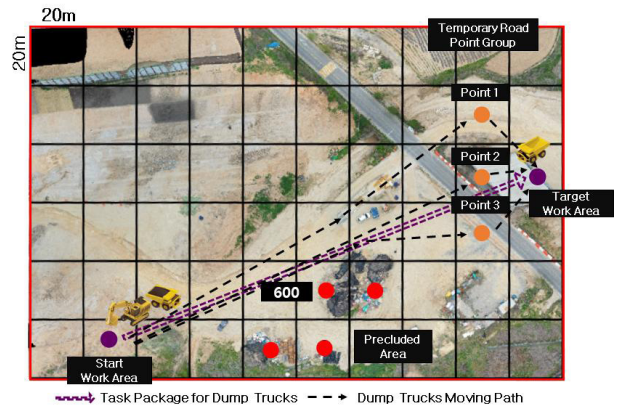 20m
20m
Temporary Road
Point Group
Point 1
Point 2
Target
Work Area
Point 3
600
Precluded
Area
Start
Work Area
Task Package for Dump Trucks
Dump Trucks Moving Path